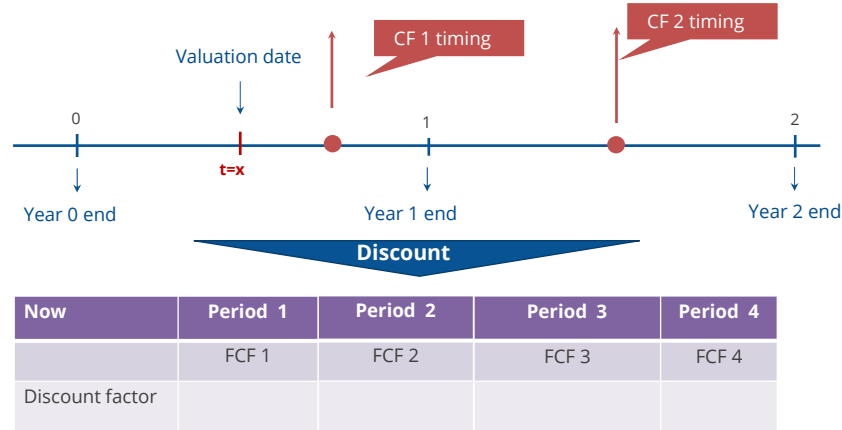 CF 1 timing
CF 2 timing
Valuation date
0
1
2
t=x
Year 0 end
Year 1 end
Year 2 end
Discount
Now Period 1 Period 2 Period 3 Period 4
FCF 1 FCF 2 FCF 3 FCF 4
Discount factor